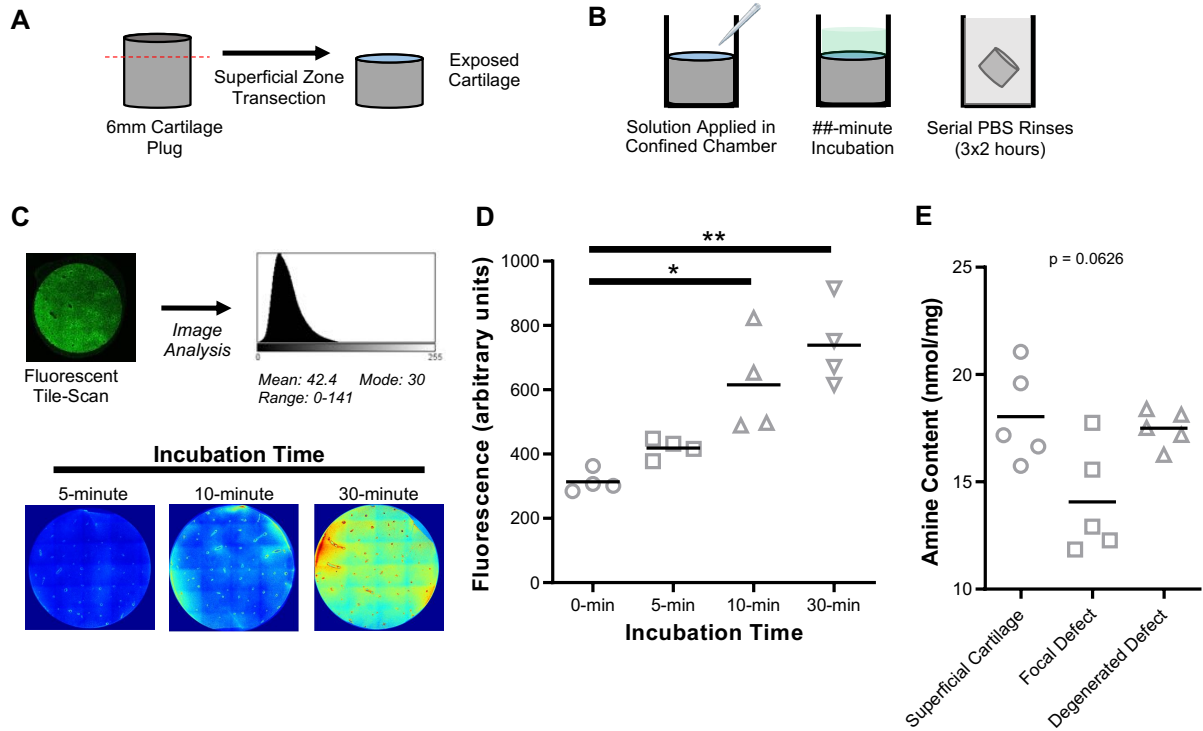 A
6mm Cartilage
Plug
Superficial Zone
Transection
Exposed
Cartilage
B
Solution Applied in
Confined Chamber
##-minute
Incubation
Serial PBS Rinses
(3x2 hours)
C
Fluorescent
Tile-Scan
Image
Analysis
0
255
Mean: 42.4 Mode: 30
Range: 0-141
Incubation Time
5-minute
10-minute
30-minute
D
Fluorescence (arbitrary units)
1000
800
600
400
200
0
**
*
0-min
5-min
10-min
30-min
Incubation Time
E
p = 0.0626
Amine Content (nmol/mg)
25
20
15
10
Superficial Cartilage
Focal Defect
Degenerated Defect